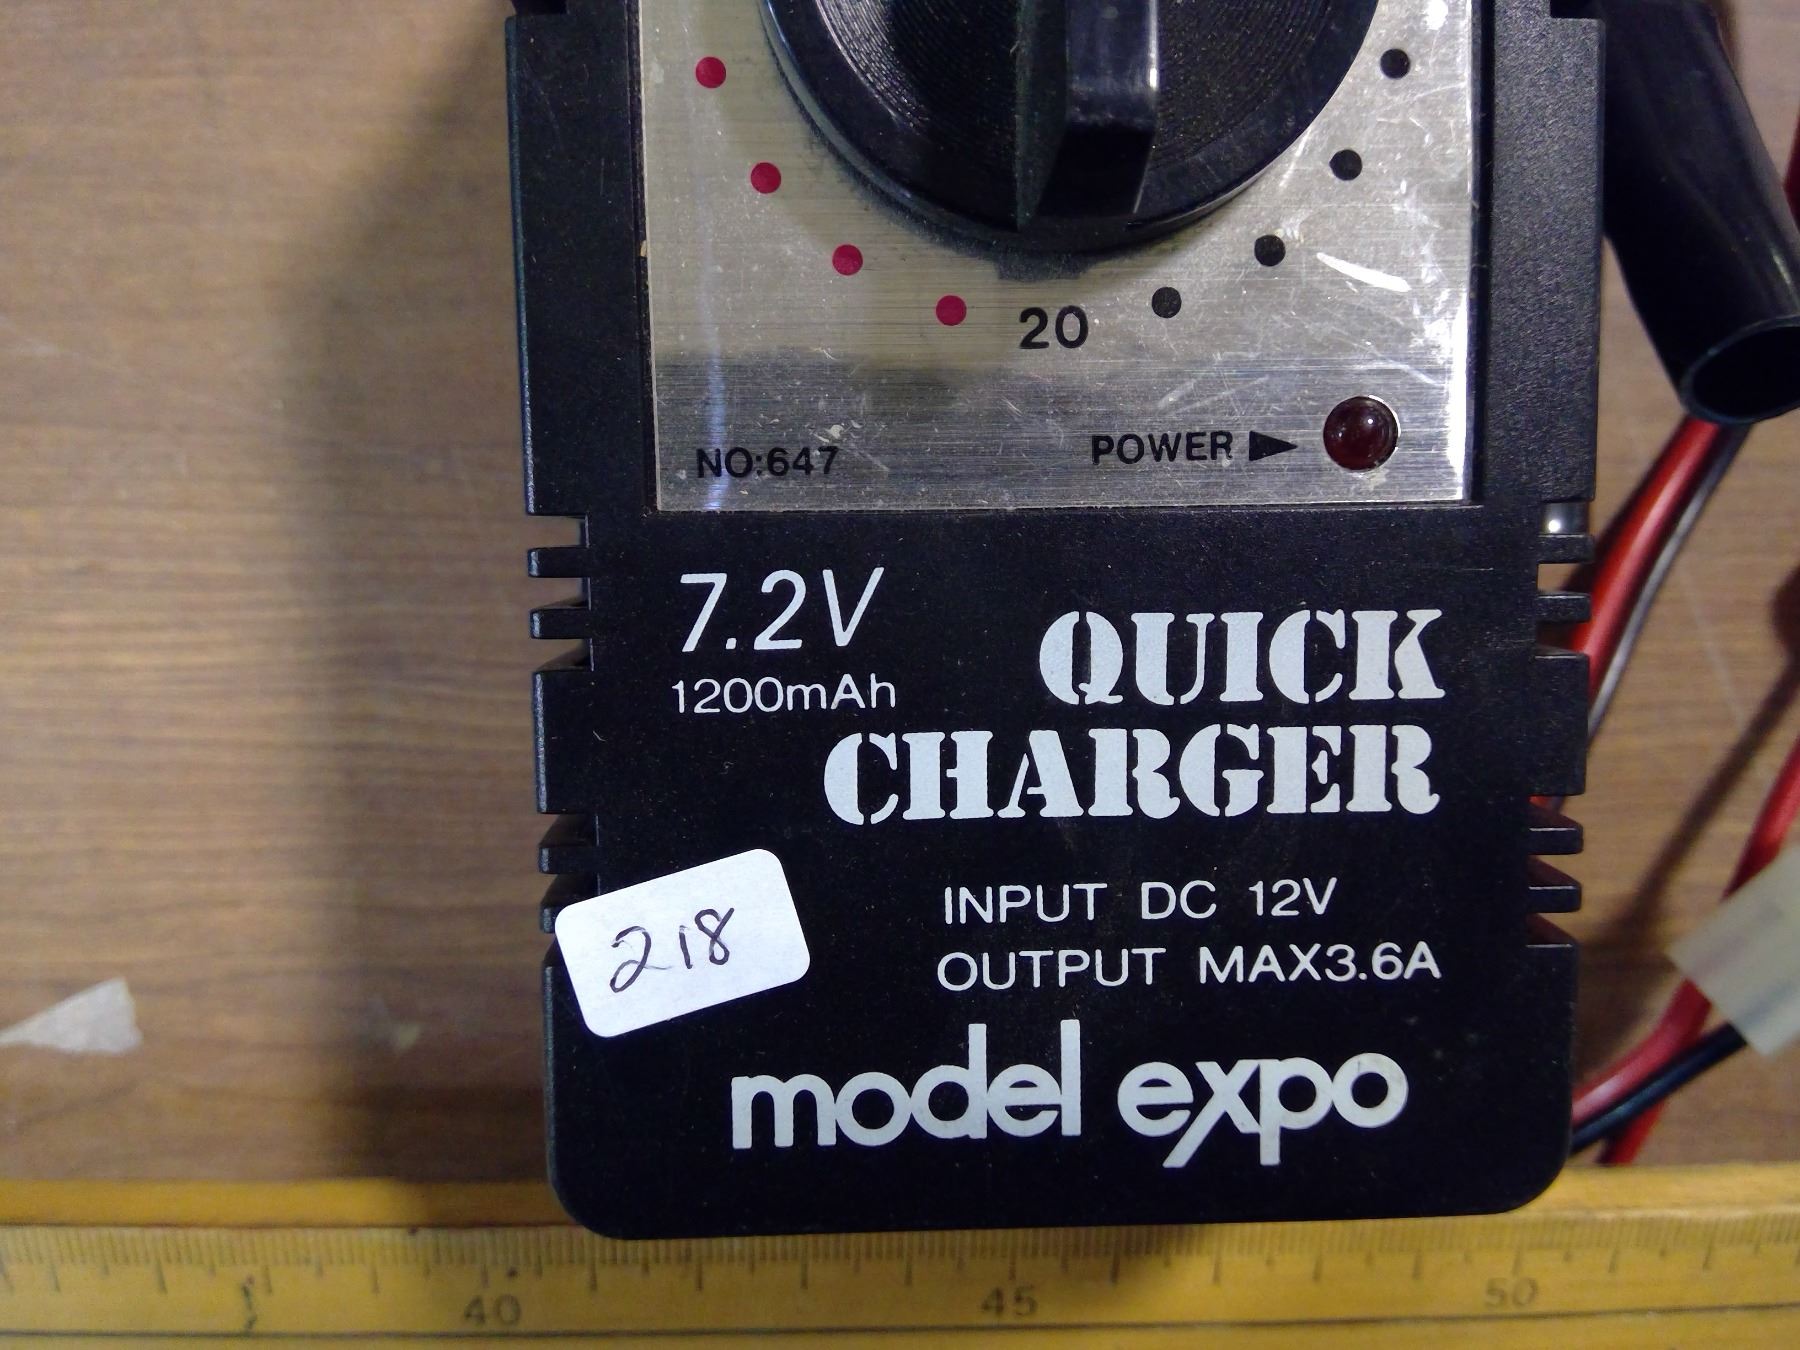 20
NO:647
POWER
7.2V
1200mAh
QUICK
CHARGER
218
INPUT DC 12V
OUTPUT MAX3.6A
model expo
40 45 50